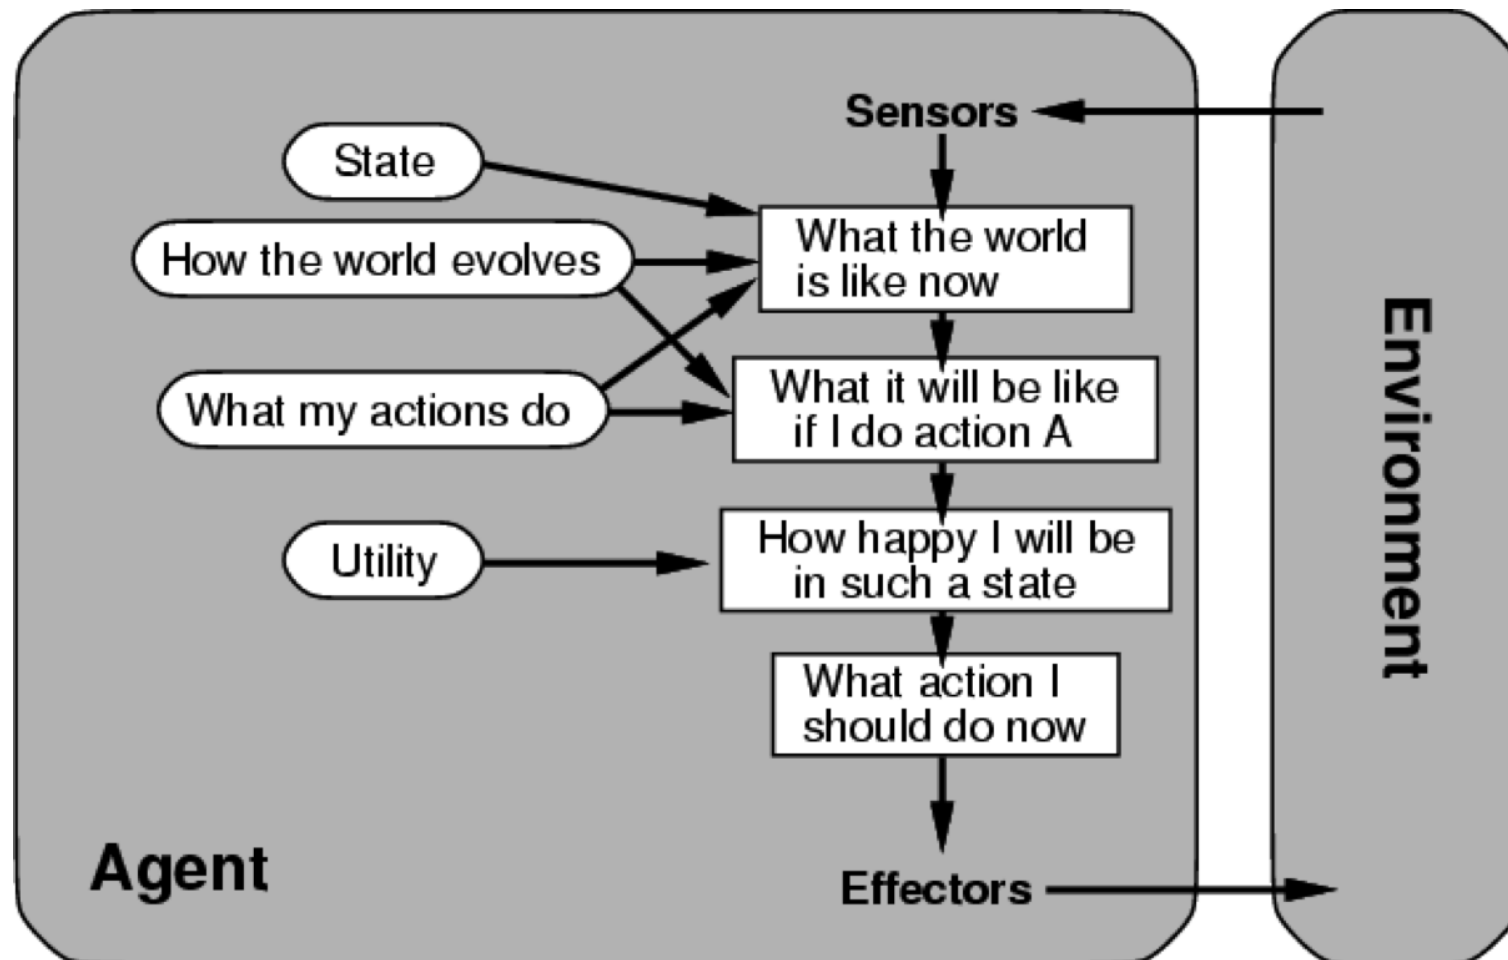 Sensors
State
What the world
is like now
How the world evolves
What it will be like
if I do action A
What my actions do
How happy I will be
in such a state
Utility
What action I
should do now
Agent
Effectors
Environment